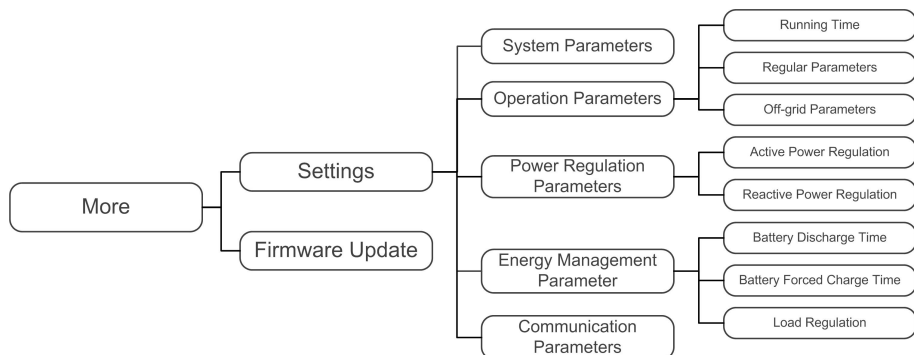 More
Settings
Firmware Update
System Parameters
Operation Parameters
Power Regulation
Parameters
Energy Management
Parameter
Communication
Parameters
Running Time
Regular Parameters
Off-grid Parameters
Active Power Regulation
Reactive Power Regulation
Battery Discharge Time
Battery Forced Charge Time
Load Regulation